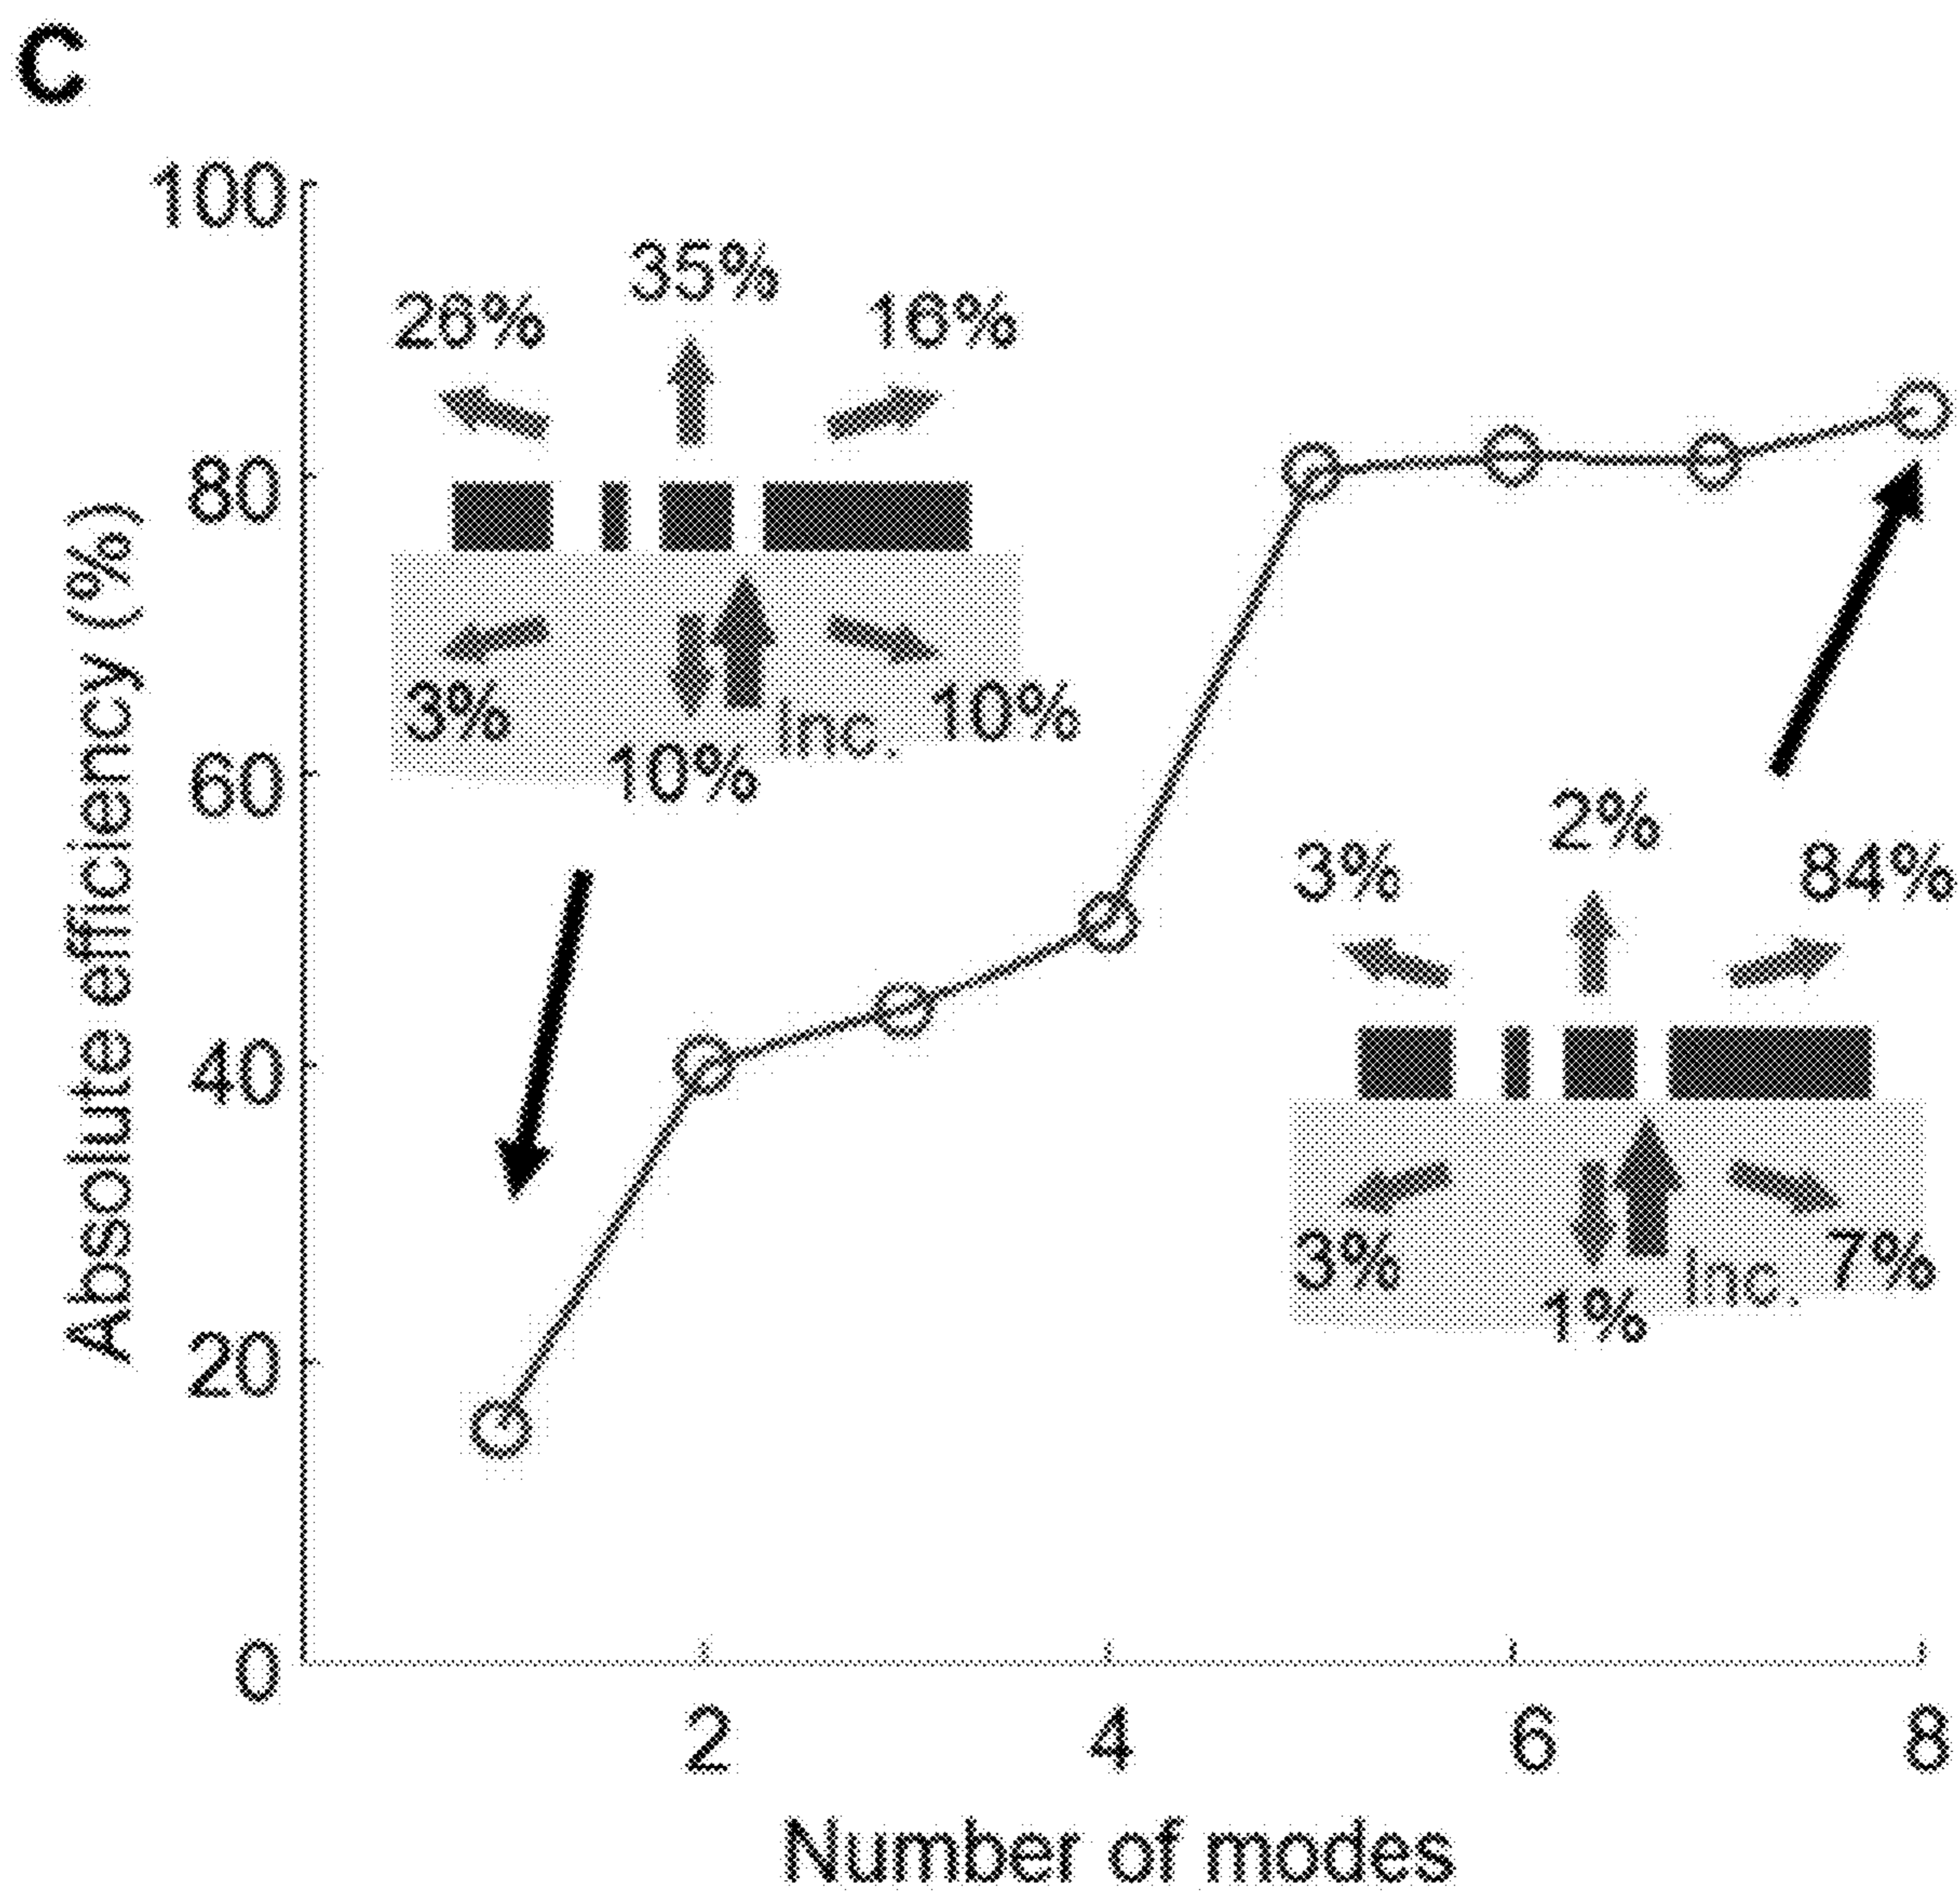 C
Absolute efficiency (%)
100
80
60
40
20
0
26% 35% 16%
3% 10% Inc. 10%
3% 2% 84%
3% 1% Inc. 7%
2 4 6 8
Number of modes